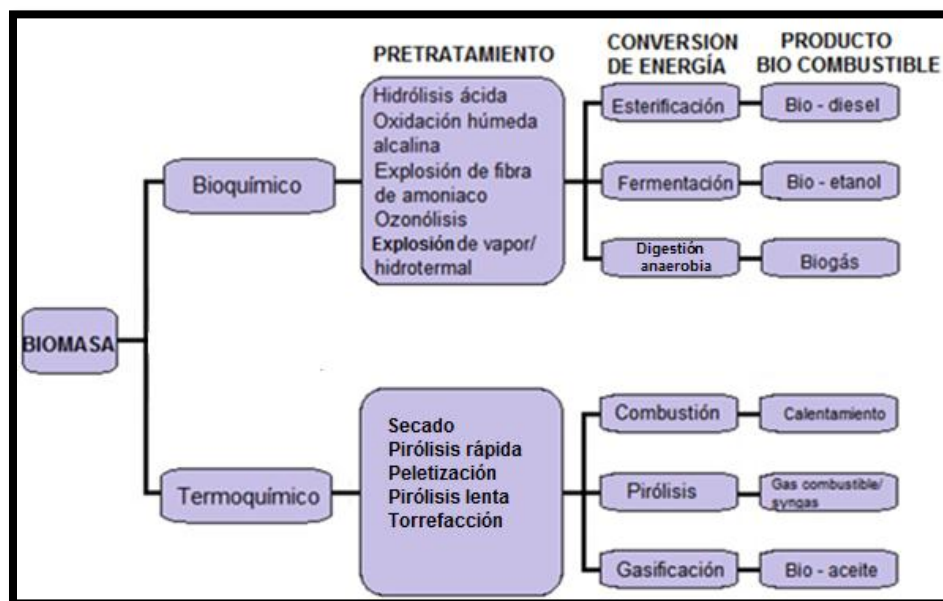 PRETRATAMIENTO
CONVERSION
DE ENERGÍA
PRODUCTO
BIO COMBUSTIBLE
BIOMASA
Bioquímico
Hidrólisis ácida
Oxidación húmeda
alcalina
Explosión de fibra
de amoniaco
Ozonólisis
Explosión de vapor/
hidrotermal
Esterificación
Bio - diesel
Fermentación
Bio - etanol
Digestión
anaerobia
Biogás
Termoquímico
Secado
Pirólisis rápida
Peletización
Pirólisis lenta
Torrefacción
Combustión
Calentamiento
Pirólisis
Gas combustible/
syngas
Gasificación
Bio - aceite